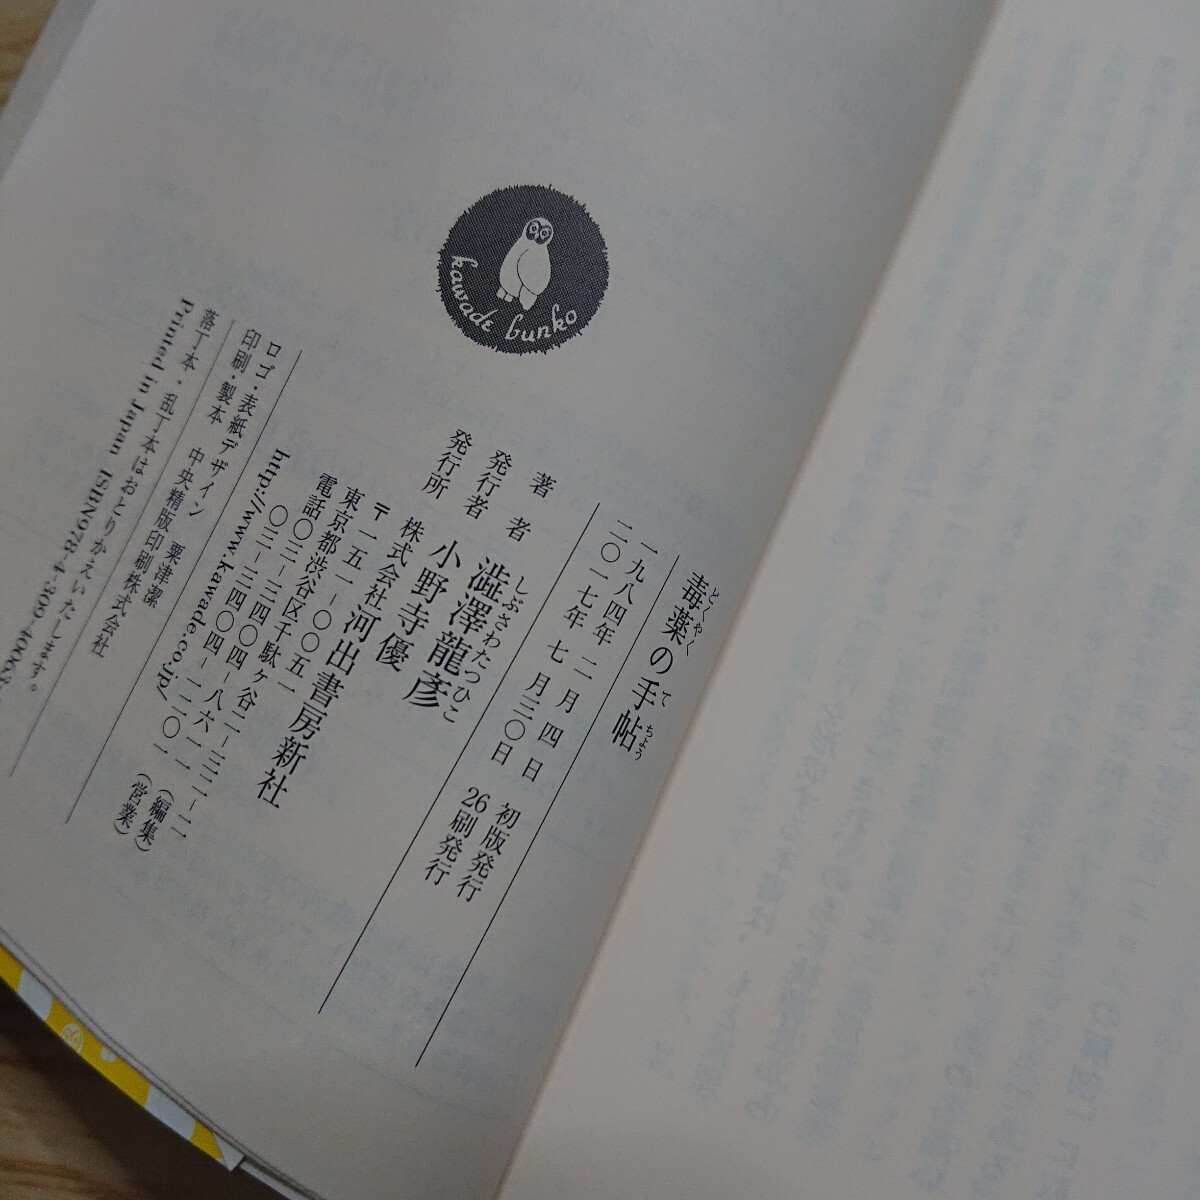 kawade bunko
毒薬の手帖
どくやく
て
ちょう
一九八四年 二 月 四 日 初版発行
二〇一七年 七 月三〇日 26刷発行
著 者 澁澤龍彥
しぶさわたつひこ
発行者 小野寺優
発行所 株式会社河出書房新社
〒一五一-〇〇五一
東京都渋谷区千駄ヶ谷二-三二-二
電話〇三-三四〇四-八六一一(編集)
〇三-三四〇四-一二〇一(営業)
http://www.kawade.co.jp/
ロゴ・表紙デザイン 粟津潔
印刷・製本 中央精版印刷株式会社
落丁本・乱丁本はおとりかえいたします。
Printed in Japan ISBN978-4-309-4006